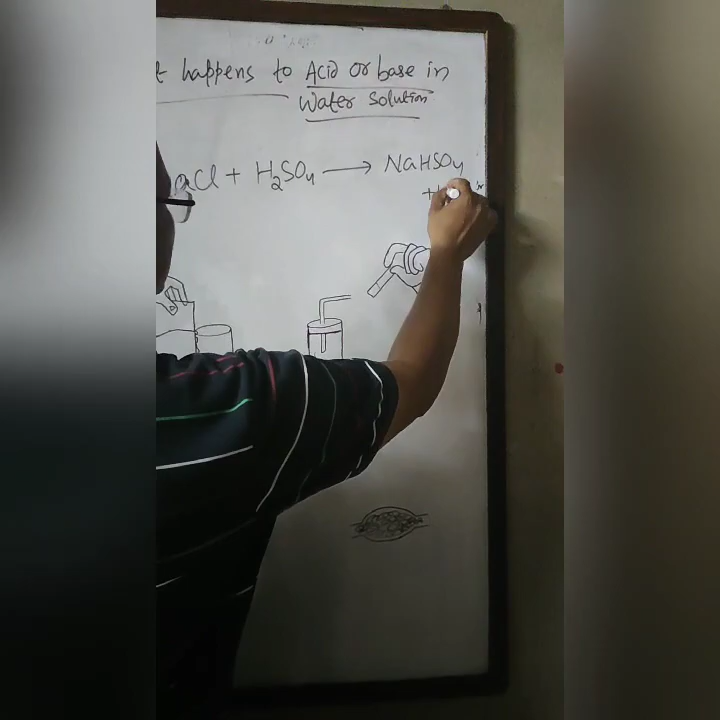 t happens to Acid or base in
Water Solution
aCl + H₂SO₄ ⟶ NaHSO₄
+